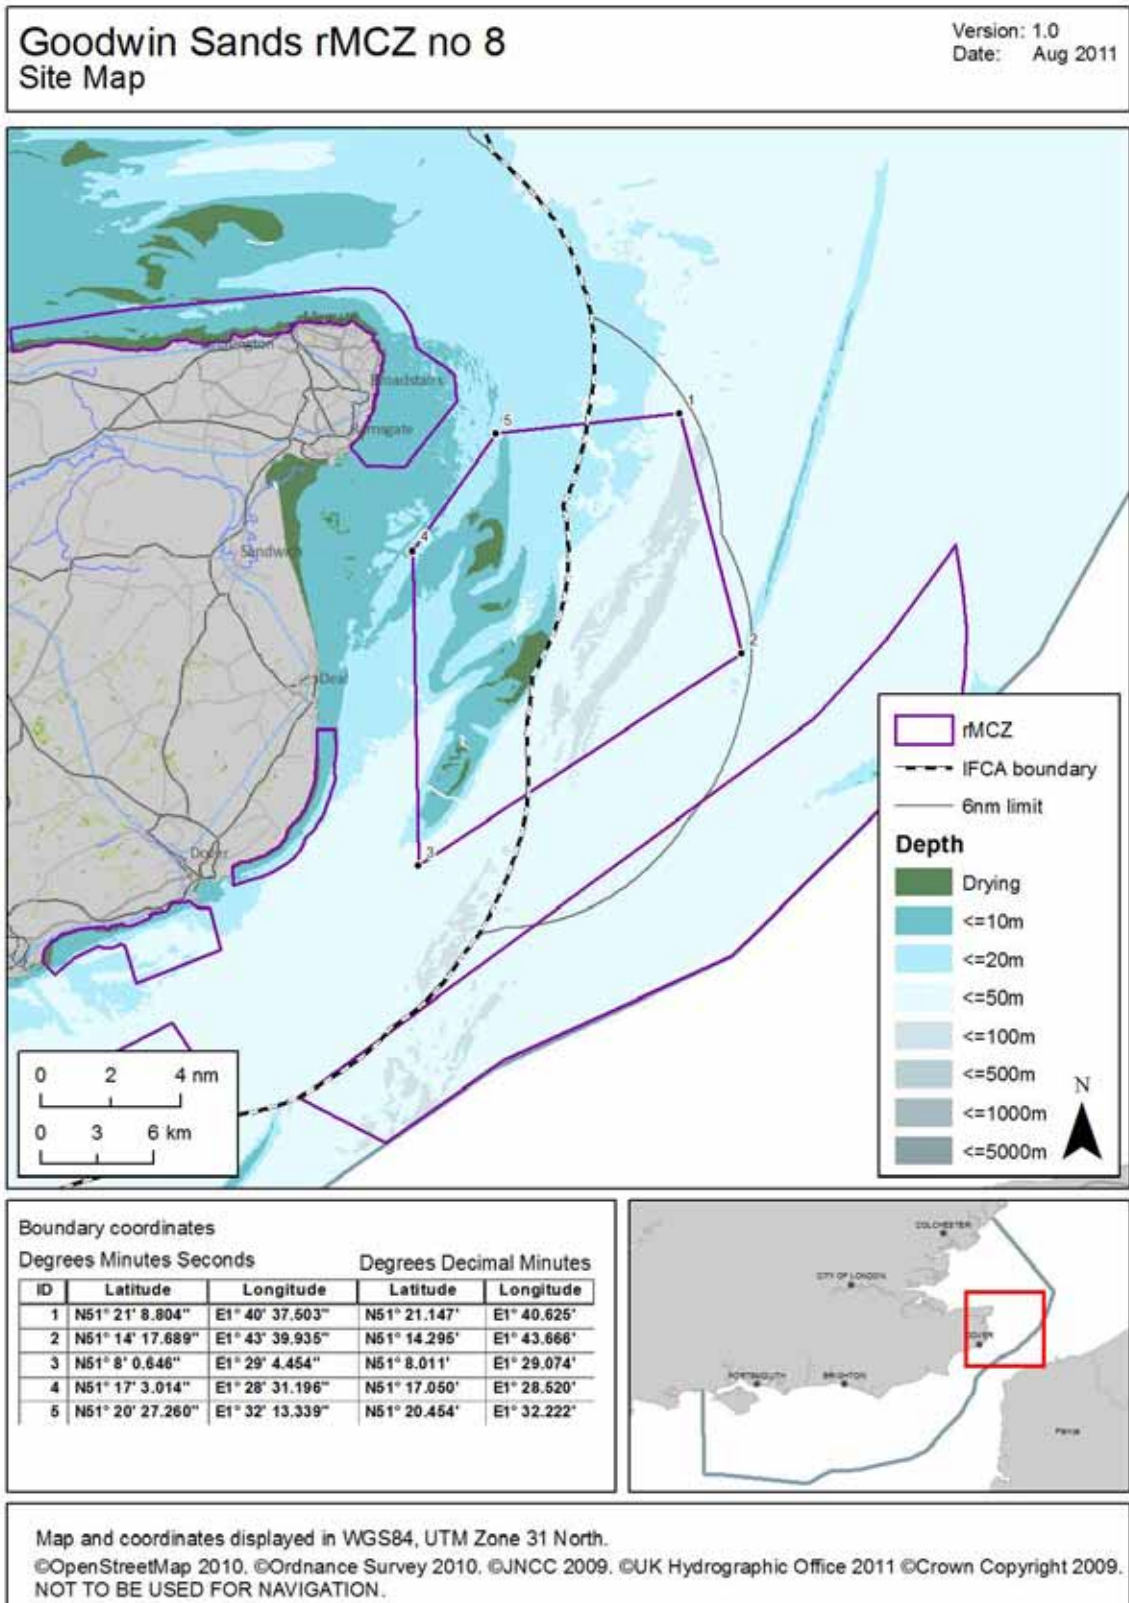 Goodwin Sands rMCZ no 8
Site Map
Version: 1.0
Date: Aug 2011
Broadstairs
Ramsgate
Sandwich
Deal
Dover
1
2
3
4
5
rMCZ
IFCA boundary
6nm limit
Depth
Drying
<=10m
<=20m
<=50m
<=100m
<=500m
<=1000m
<=5000m
N
0 2 4 nm
0 3 6 km
Boundary coordinates
Degrees Minutes Seconds Degrees Decimal Minutes
ID Latitude Longitude Latitude Longitude
1 N51° 21' 8.804" E1° 40' 37.503" N51° 21.147' E1° 40.625'
2 N51° 14' 17.689" E1° 43' 39.935" N51° 14.295' E1° 43.666'
3 N51° 8' 0.646" E1° 29' 4.454" N51° 8.011' E1° 29.074'
4 N51° 17' 3.014" E1° 28' 31.196" N51° 17.050' E1° 28.520'
5 N51° 20' 27.260" E1° 32' 13.339" N51° 20.454' E1° 32.222'
COLCHESTER
CITY OF LONDON
DOVER
PORTSMOUTH
BRIGHTON
France
Map and coordinates displayed in WGS84, UTM Zone 31 North.
©OpenStreetMap 2010. ©Ordnance Survey 2010. ©JNCC 2009. ©UK Hydrographic Office 2011 ©Crown Copyright 2009.
NOT TO BE USED FOR NAVIGATION.